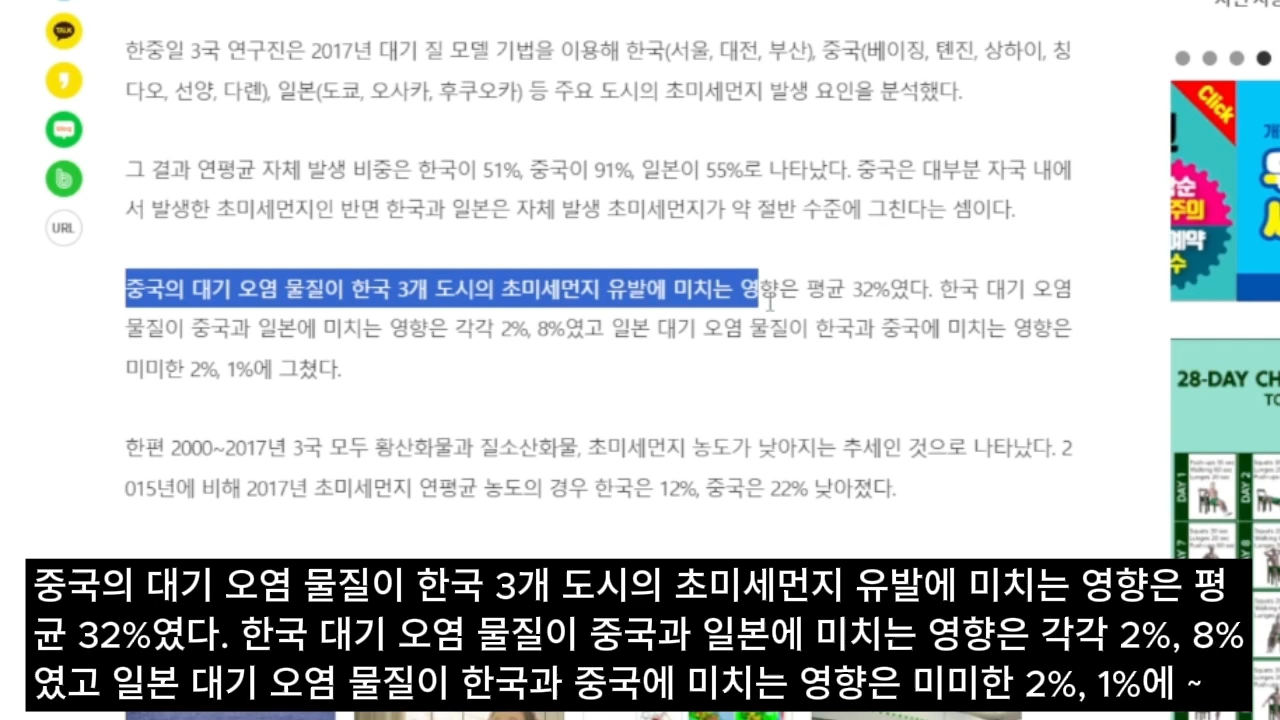 TALK
한중일 3국 연구진은 2017년 대기 질 모델 기법을 이용해 한국(서울, 대전, 부산), 중국(베이징, 톈진, 상하이, 칭
다오, 선양, 다롄), 일본(도쿄, 오사카, 후쿠오카) 등 주요 도시의 초미세먼지 발생 요인을 분석했다.
Click
blog
그 결과 연평균 자체 발생 비중은 한국이 51%, 중국이 91%, 일본이 55%로 나타났다. 중국은 대부분 자국 내에
서 발생한 초미세먼지인 반면 한국과 일본은 자체 발생 초미세먼지가 약 절반 수준에 그친다는 셈이다.
URL
중국의 대기 오염 물질이 한국 3개 도시의 초미세먼지 유발에 미치는 영향은 평균 32%였다. 한국 대기 오염
물질이 중국과 일본에 미치는 영향은 각각 2%, 8%였고 일본 대기 오염 물질이 한국과 중국에 미치는 영향은
미미한 2%, 1%에 그쳤다.
28-DAY CH
TO
한편 2000~2017년 3국 모두 황산화물과 질소산화물, 초미세먼지 농도가 낮아지는 추세인 것으로 나타났다. 2
015년에 비해 2017년 초미세먼지 연평균 농도의 경우 한국은 12%, 중국은 22% 낮아졌다.
DAY 1
DAY 2
중국의 대기 오염 물질이 한국 3개 도시의 초미세먼지 유발에 미치는 영향은 평
균 32%였다. 한국 대기 오염 물질이 중국과 일본에 미치는 영향은 각각 2%, 8%
였고 일본 대기 오염 물질이 한국과 중국에 미치는 영향은 미미한 2%, 1%에 ~